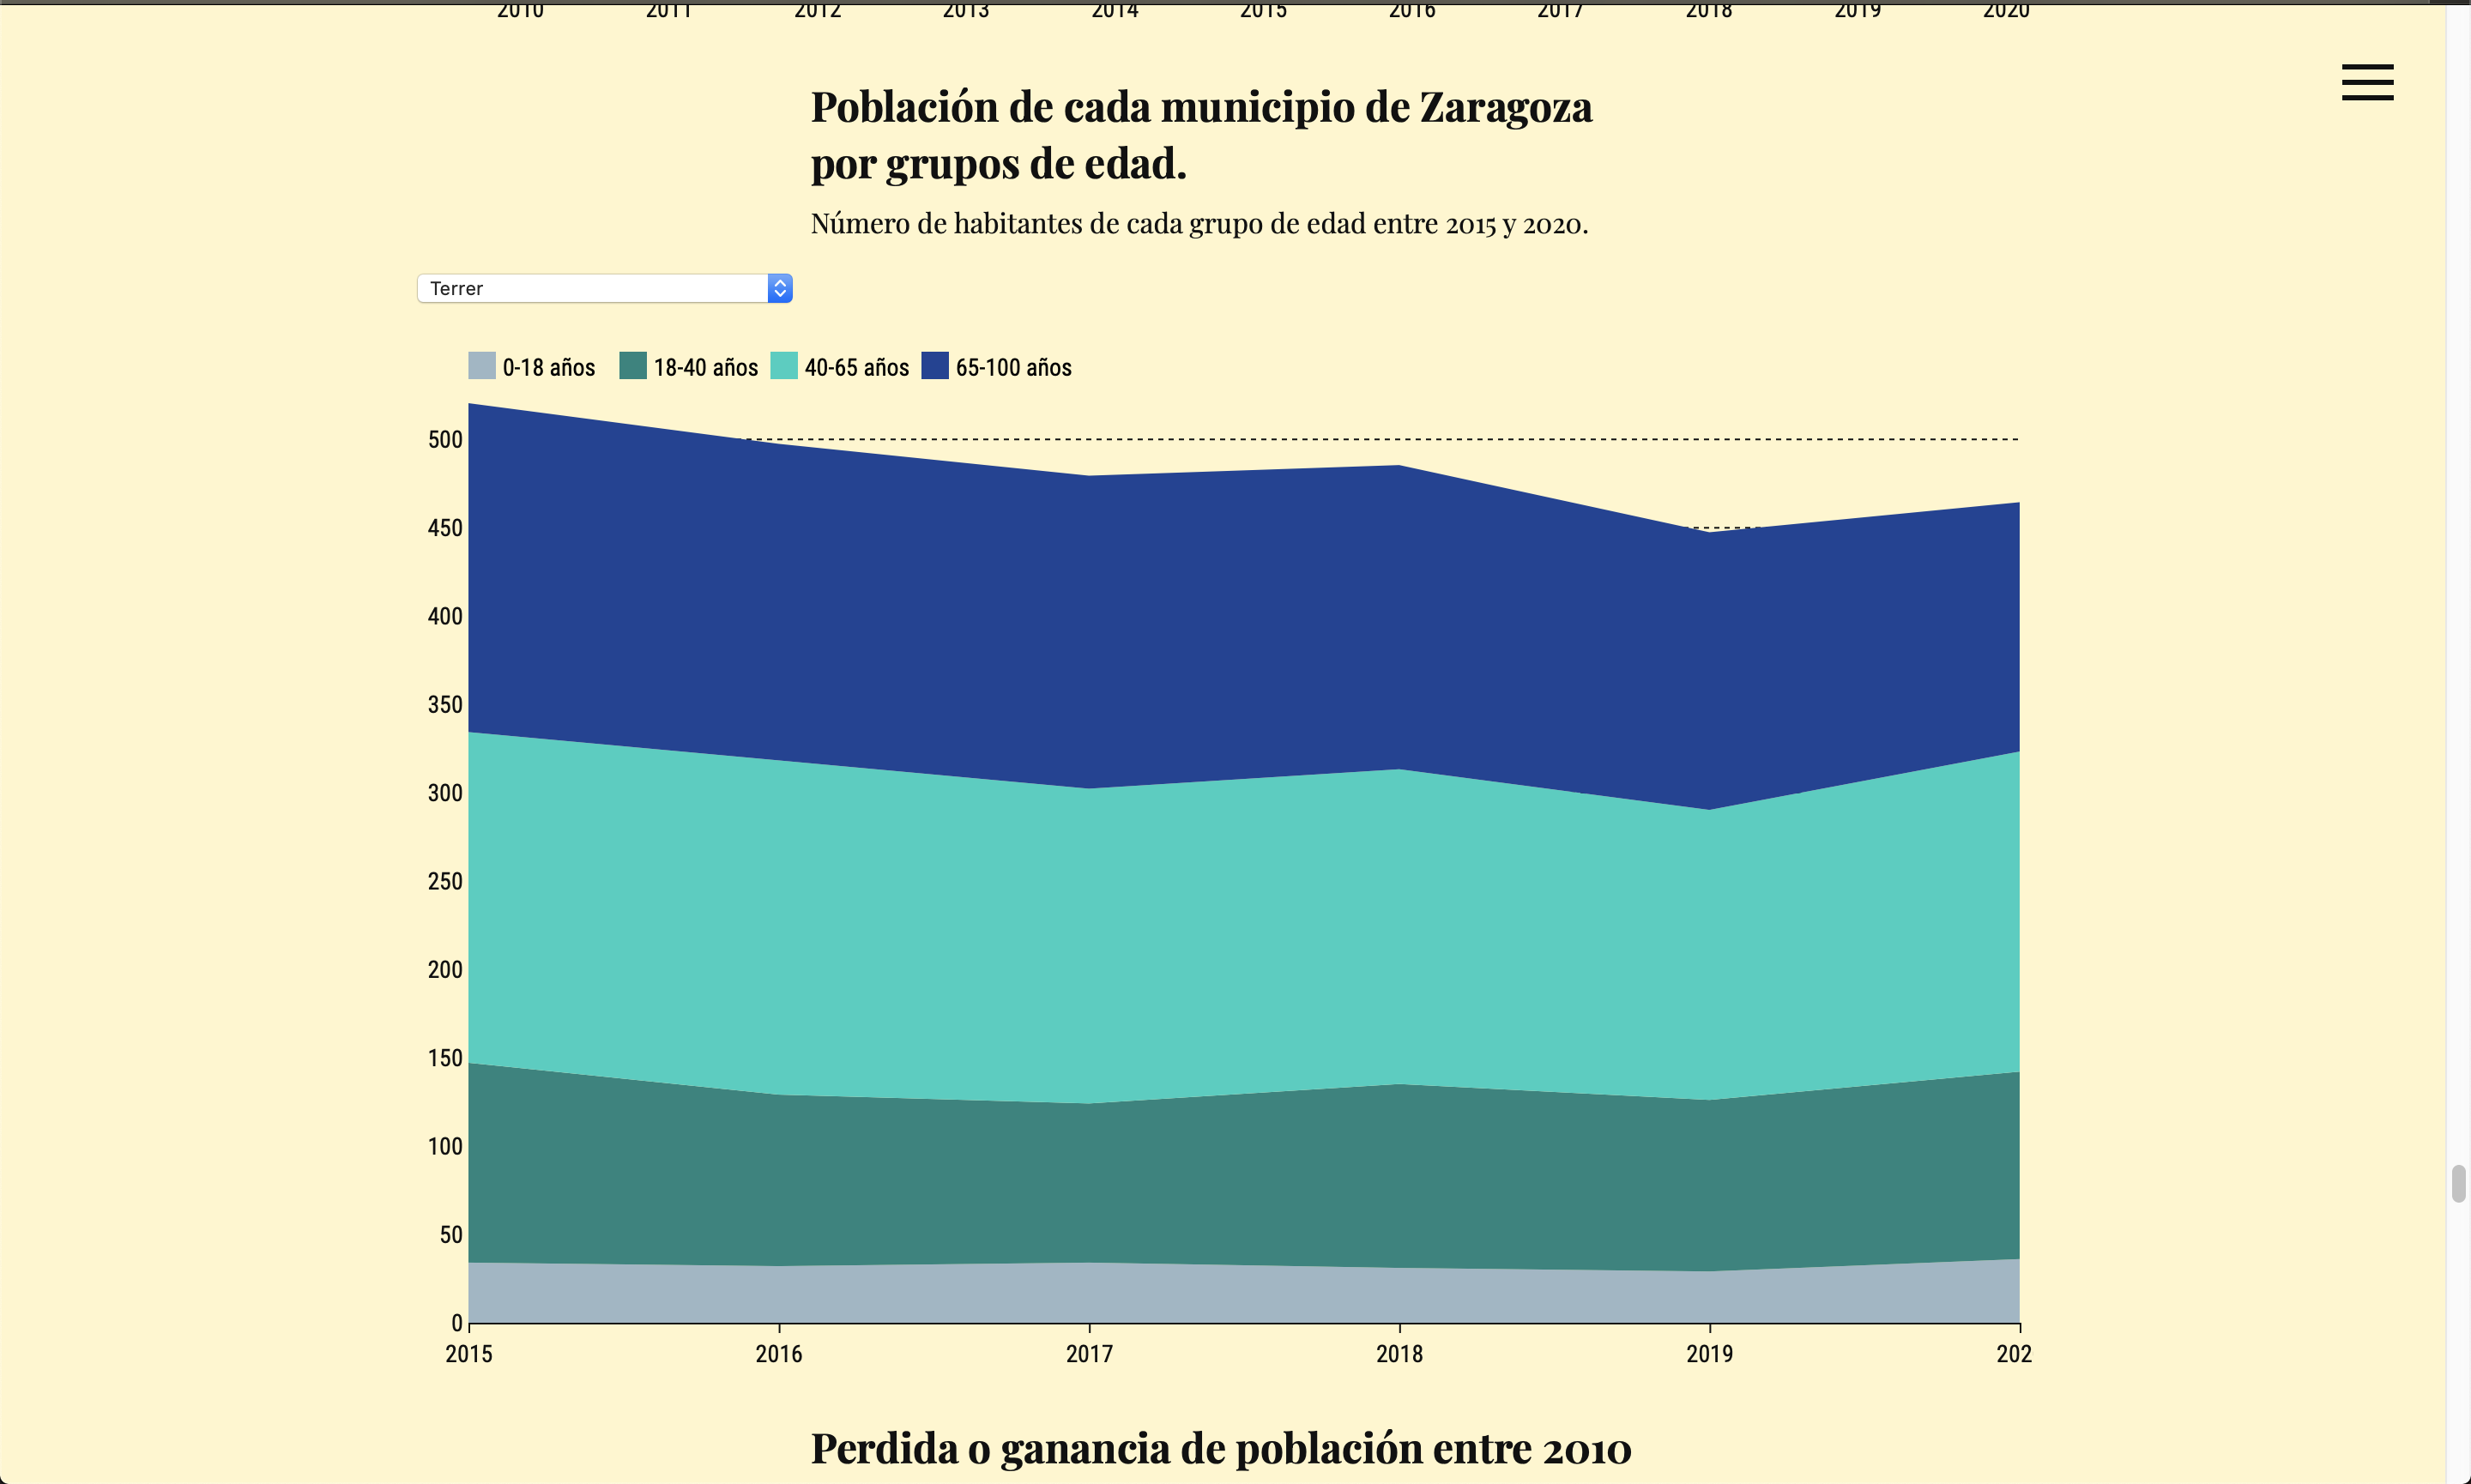 2010 2011 2012 2013 2014 2015 2016 2017 2018 2019 2020
Población de cada municipio de Zaragoza
por grupos de edad.
Número de habitantes de cada grupo de edad entre 2015 y 2020.
Terrer
0-18 años 18-40 años 40-65 años 65-100 años
500
450
400
350
300
250
200
150
100
50
0
2015 2016 2017 2018 2019 202
Perdida o ganancia de población entre 2010